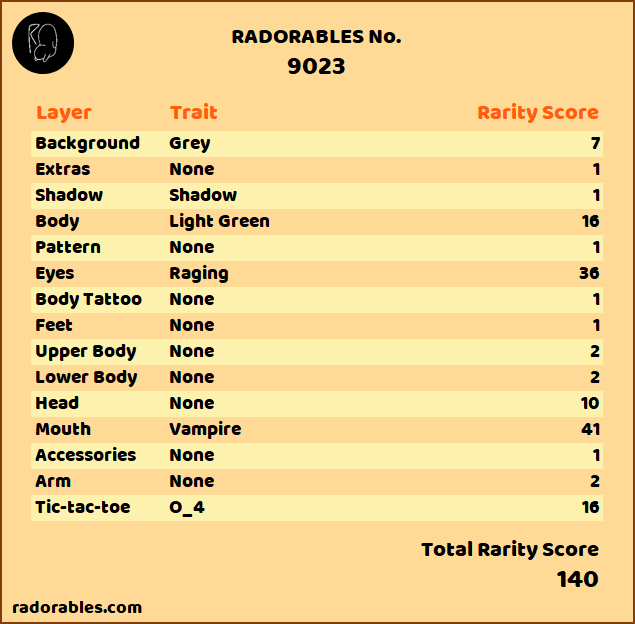 RADORABLES No.
9023
Layer Trait Rarity Score
Background Grey 7
Extras None 1
Shadow Shadow 1
Body Light Green 16
Pattern None 1
Eyes Raging 36
Body Tattoo None 1
Feet None 1
Upper Body None 2
Lower Body None 2
Head None 10
Mouth Vampire 41
Accessories None 1
Arm None 2
Tic-tac-toe O_4 16
Total Rarity Score
140
radorables.com